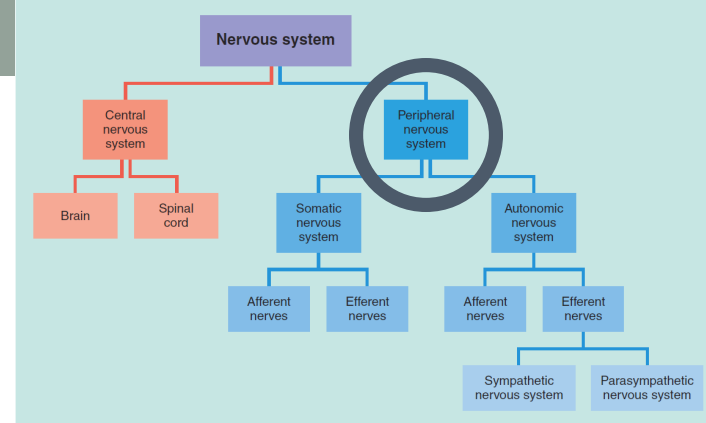 Nervous system
Central
nervous
system
Peripheral
nervous
system
Brain
Spinal
cord
Somatic
nervous
system
Autonomic
nervous
system
Afferent
nerves
Efferent
nerves
Afferent
nerves
Efferent
nerves
Sympathetic
nervous system
Parasympathetic
nervous system